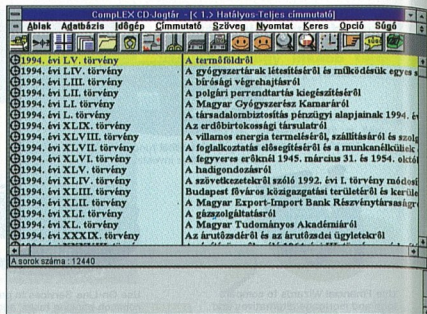 CompLEX CD-Jogtár - [< 1.> Hatályos-Teljes címmutató]
Ablak Adatbázis Időgép Címmutató Szöveg Nyomtat Keres Opció Súgó
1994. évi LV. törvény A termőföldről
1994. évi LIV. törvény A gyógyszertárak létesítéséről és működésük egyes s
1994. évi LIII. törvény A bírósági végrehajtásról
1994. évi LII. törvény A polgári perrendtartás kiegészítéséről
1994. évi LI. törvény A Magyar Gyógyszerész Kamaráról
1994. évi L. törvény A társadalombiztosítás pénzügyi alapjainak 1994. év
1994. évi XLIX. törvény Az erdőbirtokossági társulatról
1994. évi XLVIII. törvény A villamos energia termeléséről, szállításáról és szolg
1994. évi XLVII. törvény A foglalkoztatás elősegítéséről és a munkanélküliek
1994. évi XLVI. törvény A fegyveres erőknél 1945. március 31. és 1954. októl
1994. évi XLV. törvény A hadigondozásról
1994. évi XLIV. törvény A szövetkezetekről szóló 1992. évi I. törvény módosí
1994. évi XLIII. törvény Budapest főváros közigazgatási területéről és kerüle
1994. évi XLII. törvény A Magyar Export-Import Bank Részvénytársaságr
1994. évi XLI. törvény A gázszolgáltatásról
1994. évi XL. törvény A Magyar Tudományos Akadémiáról
1994. évi XXXIX. törvény Az árutőzsdéről és az árutőzsdei ügyletekről
A sorok száma : 12440